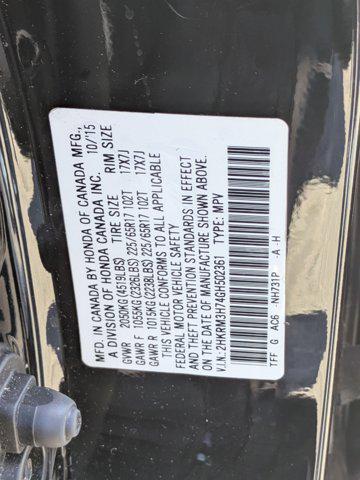 MFD. IN CANADA BY HONDA OF CANADA MFG.,
A DIVISION OF HONDA CANADA INC. 10/15
GVWR 2050KG (4519LBS) TIRE SIZE RIM SIZE
GAWR F 1055KG (2326LBS) 225/65R17 102T 17X7J
GAWR R 1015KG (2238LBS) 225/65R17 102T 17X7J
THIS VEHICLE CONFORMS TO ALL APPLICABLE
FEDERAL MOTOR VEHICLE SAFETY
AND THEFT PREVENTION STANDARDS IN EFFECT
ON THE DATE OF MANUFACTURE SHOWN ABOVE.
V.I.N: 2HKRM3H74GH502361 TYPE: MPV
TFF G AC6 NH731P -A -H